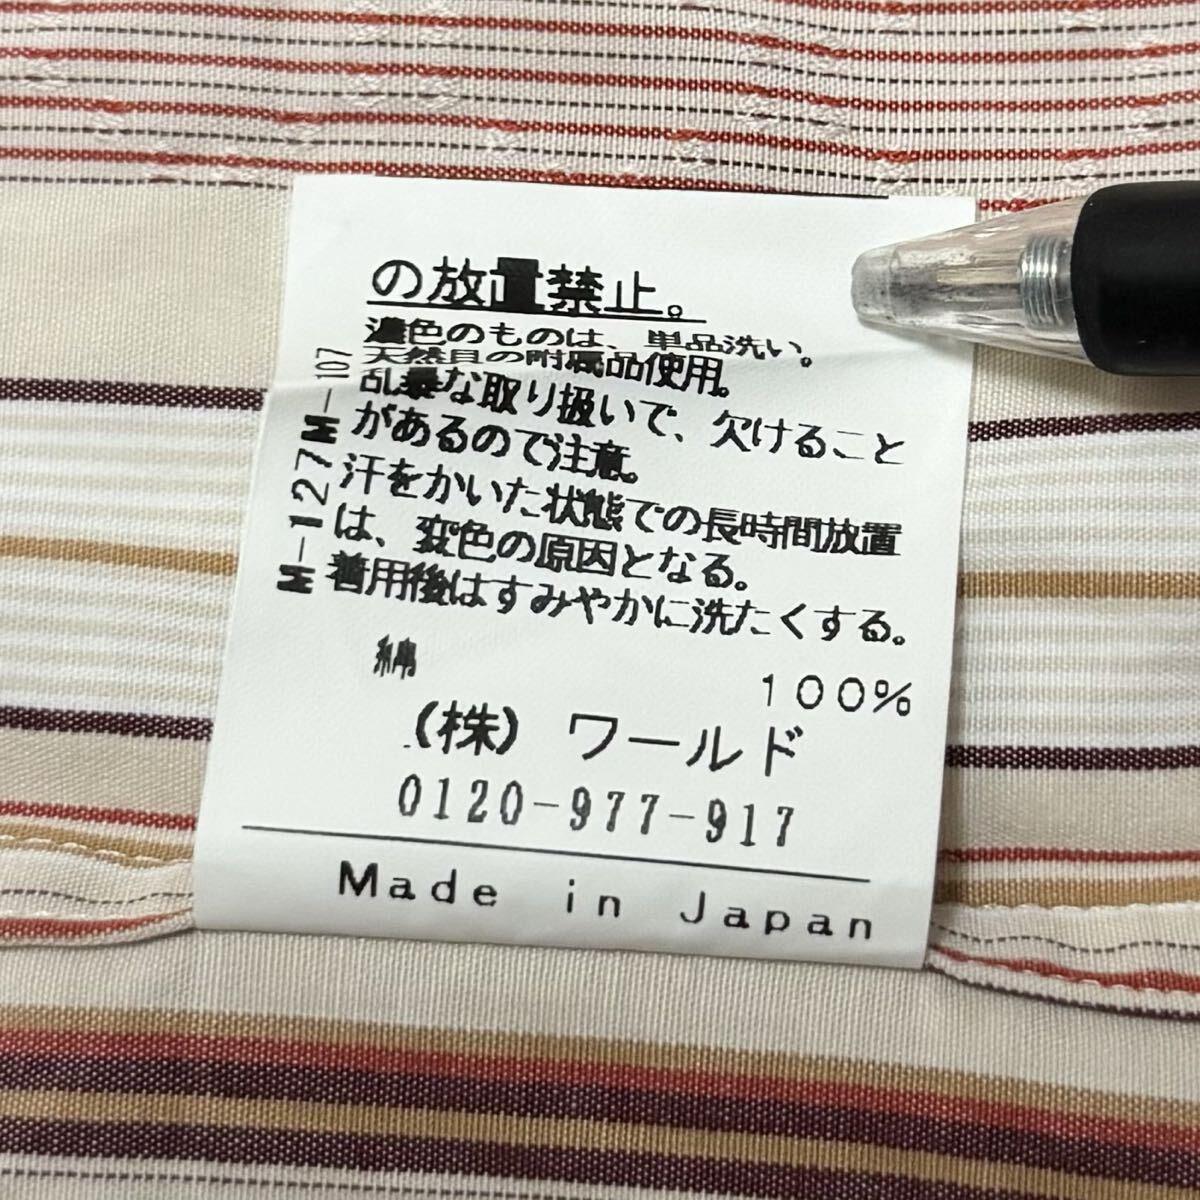 の放置禁止。
濃色のものは、単品洗い。
天然貝の附属品使用。
乱暴な取り扱いで、欠けること
があるので注意。
汗をかいた状態での長時間放置
は、変色の原因となる。
着用後はすみやかに洗たくする。
M-127M-107
綿 100%
(株) ワールド
0120-977-917
Made in Japan